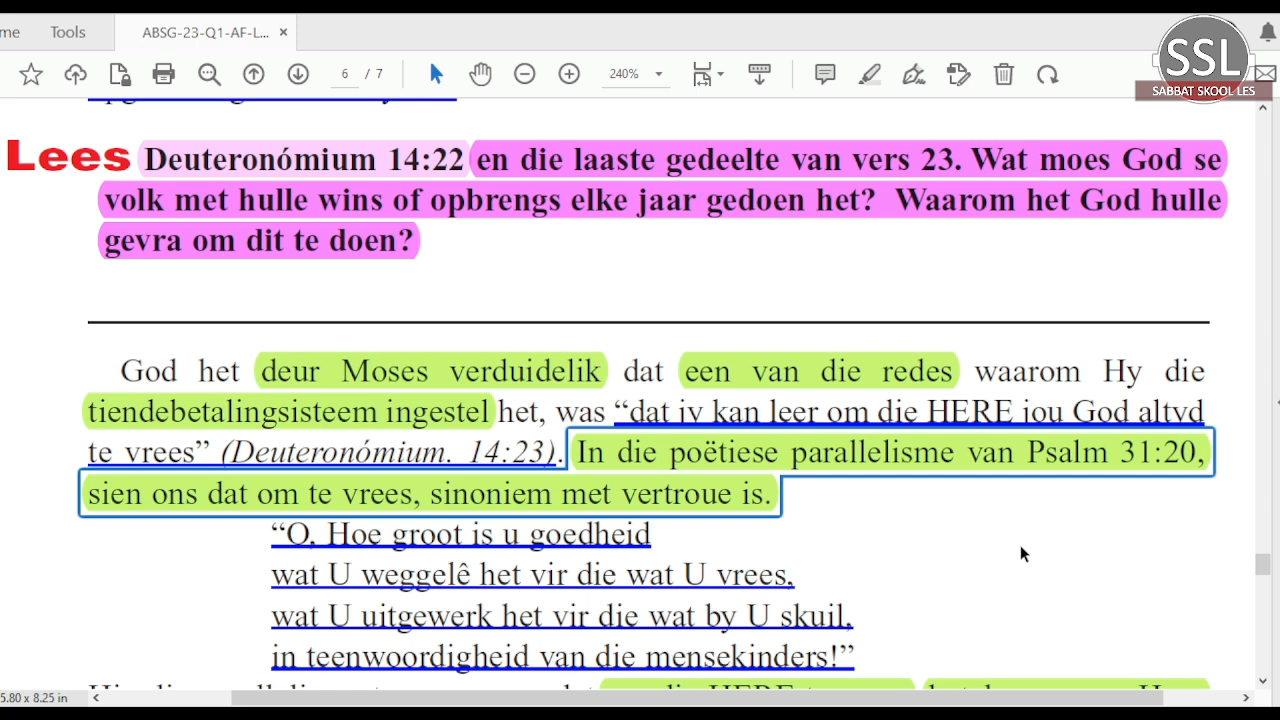 me Tools ABSG-23-Q1-AF-L... ×
6 / 7 240%
SSL
SABBAT SKOOL LES
Lees Deuteronómium 14:22 en die laaste gedeelte van vers 23. Wat moes God se
volk met hulle wins of opbrengs elke jaar gedoen het? Waarom het God hulle
gevra om dit te doen?
God het deur Moses verduidelik dat een van die redes waarom Hy die
tiendebetalingsisteem ingestel het, was “dat jy kan leer om die HERE jou God altyd
te vrees” (Deuteronómium. 14:23). In die poëtiese parallelisme van Psalm 31:20,
sien ons dat om te vrees, sinoniem met vertroue is.
“O, Hoe groot is u goedheid
wat U weggelê het vir die wat U vrees,
wat U uitgewerk het vir die wat by U skuil,
in teenwoordigheid van die mensekinders!”
5.80 x 8.25 in